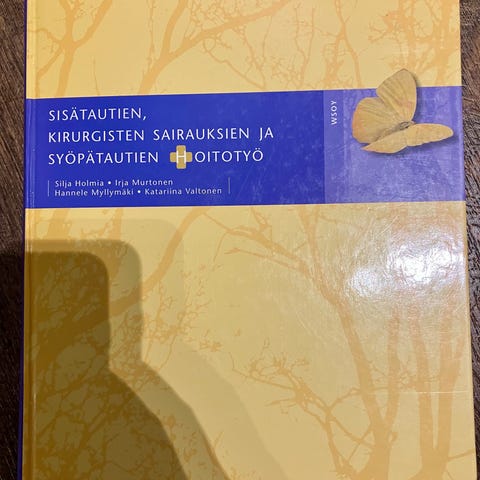 SISÄTAUTIEN,
KIRURGISTEN SAIRAUKSIEN JA
SYÖPÄTAUTIEN HOITOTYÖ
Silja Holmia • Irja Murtonen
Hannele Myllymäki • Katariina Valtonen
WSOY